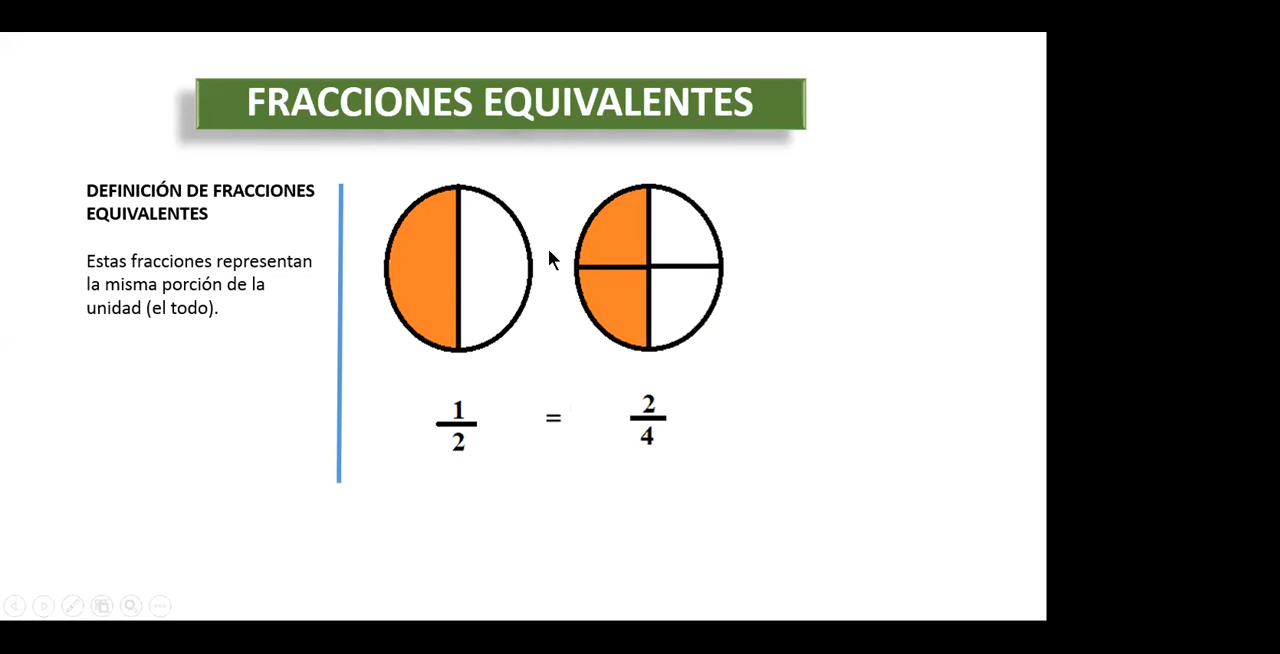 FRACCIONES EQUIVALENTES
DEFINICIÓN DE FRACCIONES
EQUIVALENTES
Estas fracciones representan
la misma porción de la
unidad (el todo).
1/2 = 2/4